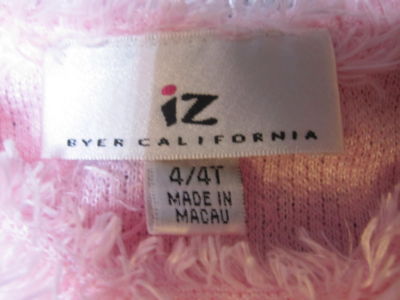 iz
BYER CALIFORNIA
4/4T
MADE IN
MACAU